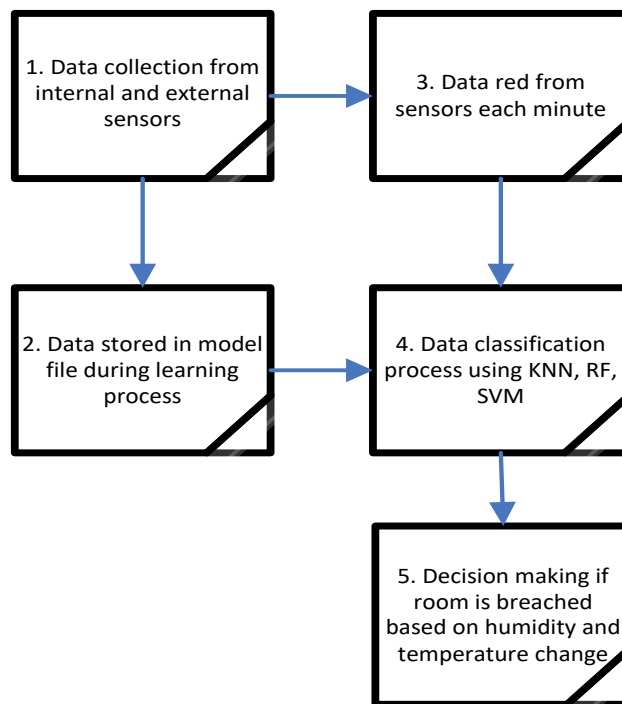 1. Data collection from
internal and external
sensors
3. Data red from
sensors each minute
2. Data stored in model
file during learning
process
4. Data classification
process using KNN, RF,
SVM
5. Decision making if
room is breached
based on humidity and
temperature change